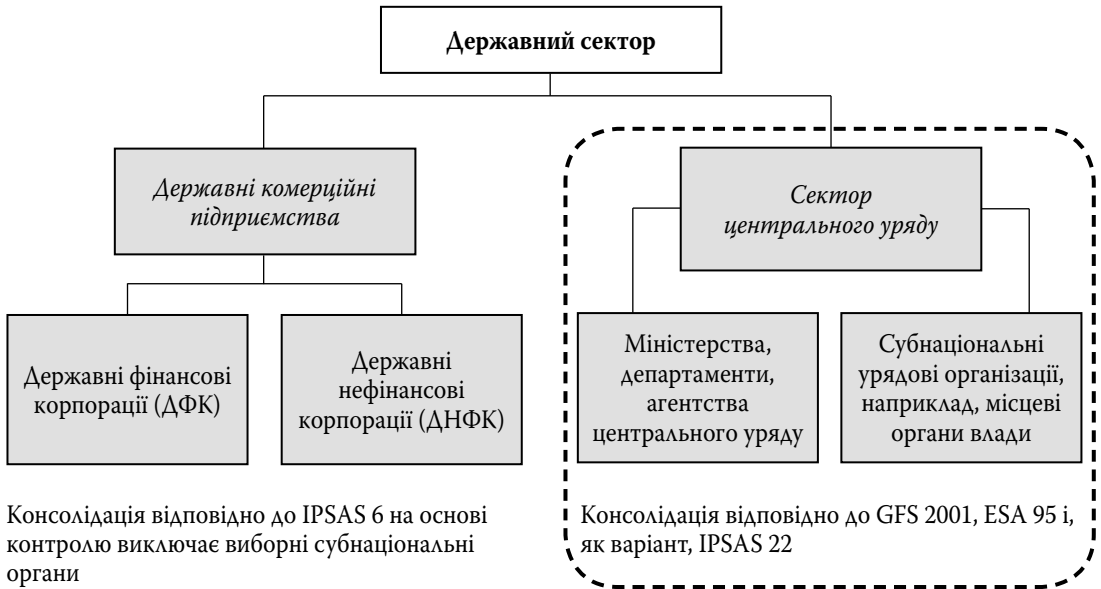 Державний сектор
Державні комерційні
підприємства
Сектор
центрального уряду
Державні фінансові
корпорації (ДФК)
Державні
нефінансові
корпорації (ДНФК)
Міністерства,
департаменти,
агентства
центрального уряду
Субнаціональні
урядові організації,
наприклад, місцеві
органи влади
Консолідація відповідно до IPSAS 6 на основі
контролю виключає виборні субнаціональні
органи
Консолідація відповідно до GFS 2001, ESA 95 і,
як варіант, IPSAS 22